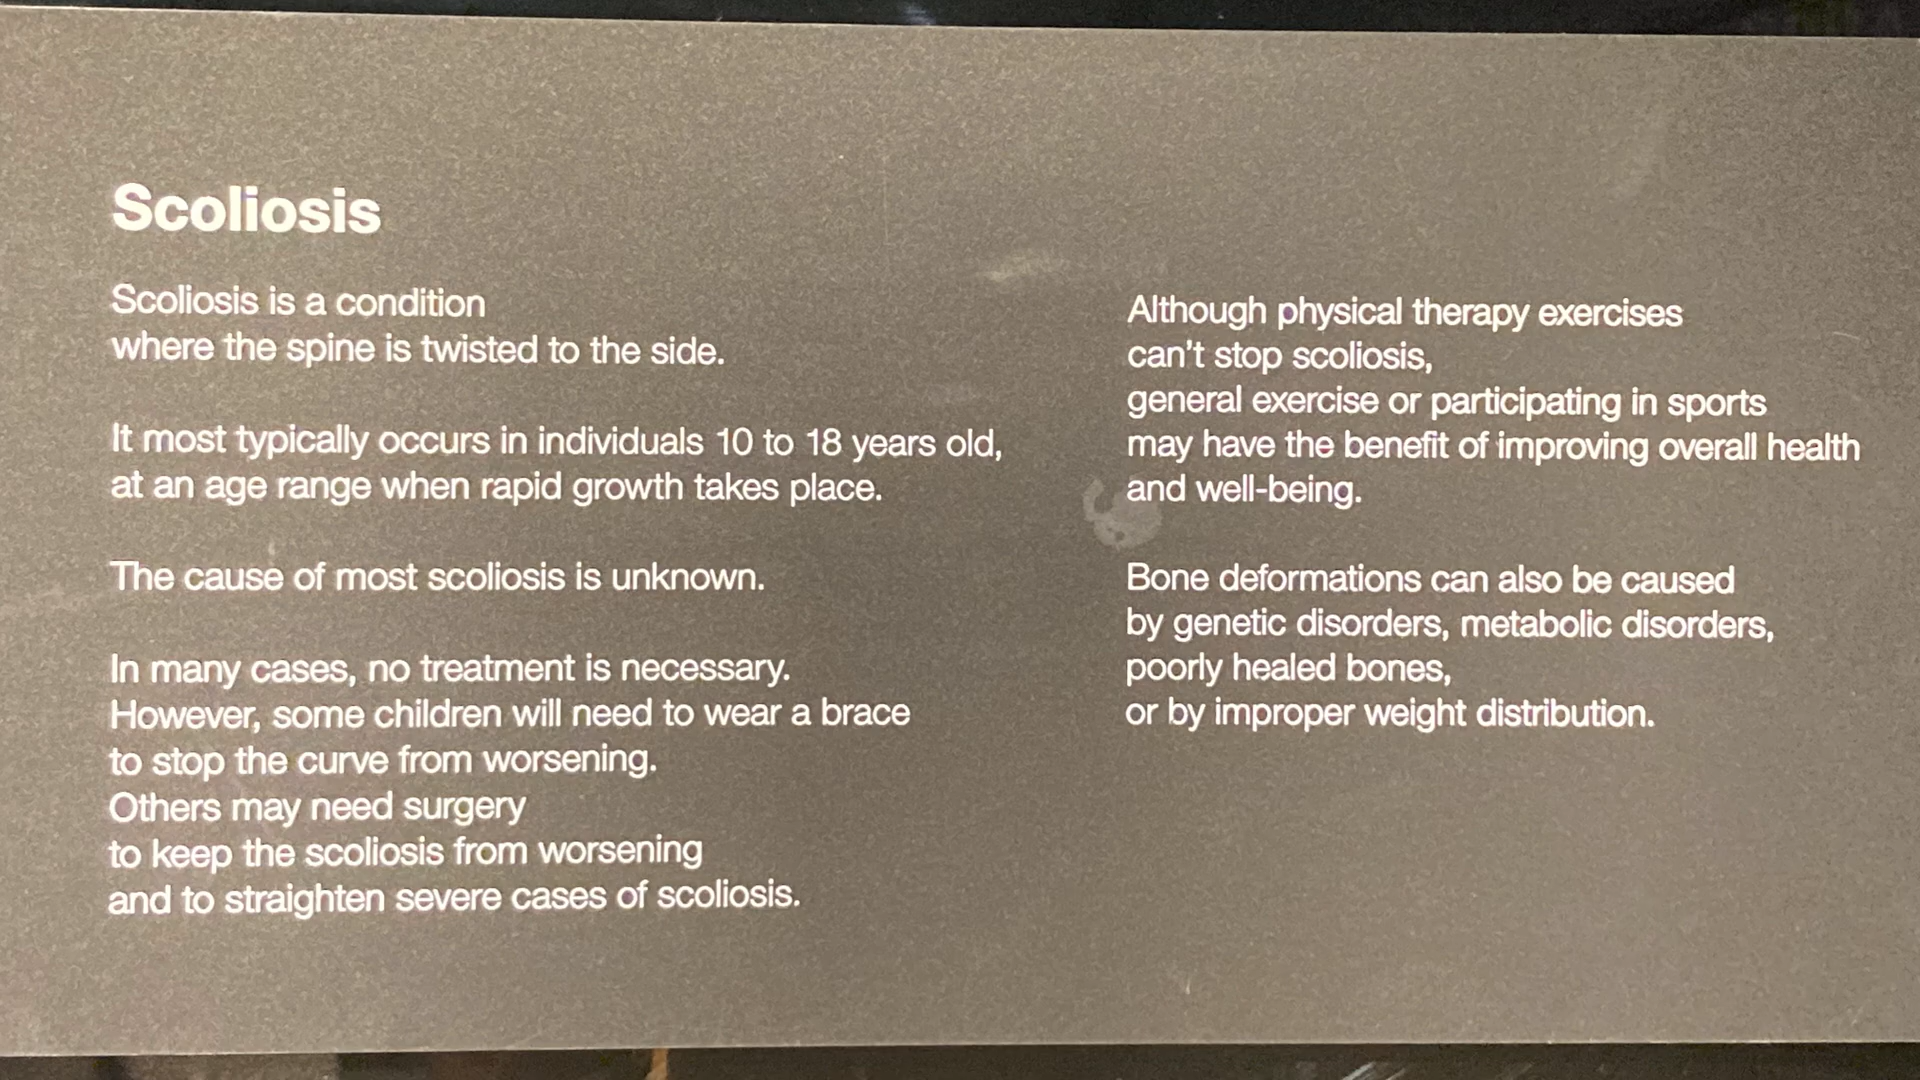 Scoliosis
Scoliosis is a condition
where the spine is twisted to the side.
It most typically occurs in individuals 10 to 18 years old,
at an age range when rapid growth takes place.
The cause of most scoliosis is unknown.
In many cases, no treatment is necessary.
However, some children will need to wear a brace
to stop the curve from worsening.
Others may need surgery
to keep the scoliosis from worsening
and to straighten severe cases of scoliosis.
Although physical therapy exercises
can't stop scoliosis,
general exercise or participating in sports
may have the benefit of improving overall health
and well-being.
Bone deformations can also be caused
by genetic disorders, metabolic disorders,
poorly healed bones,
or by improper weight distribution.